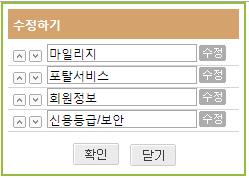 수정하기
마일리지 수정
포탈서비스 수정
회원정보 수정
신용등급/보안 수정
확인 닫기